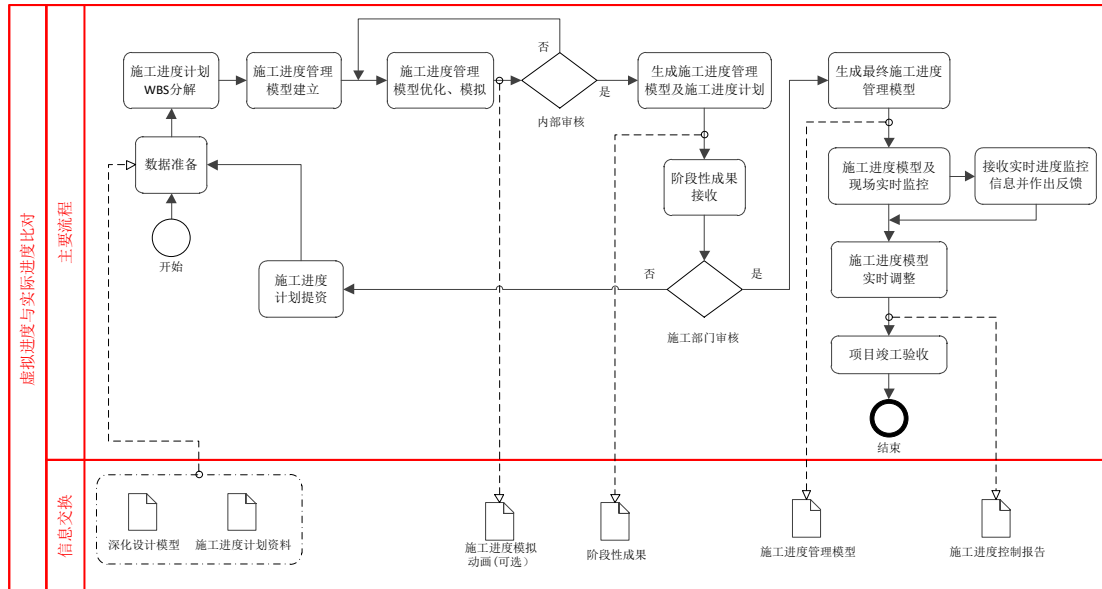 虚拟进度与实际进度比对
主要流程
施工进度计划
WBS分解
施工进度管理
模型建立
施工进度管理
模型优化、模拟
否
是
内部审核
生成施工进度管理
模型及施工进度计划
生成最终施工进度
管理模型
数据准备
开始
阶段性成果
接收
施工进度模型及
现场实时监控
接收实时进度监控
信息并作出反馈
施工进度
计划提资
否
是
施工部门审核
施工进度模型
实时调整
项目竣工验收
结束
信息交换
深化设计模型
施工进度计划资料
施工进度模拟
动画(可选）
阶段性成果
施工进度管理模型
施工进度控制报告